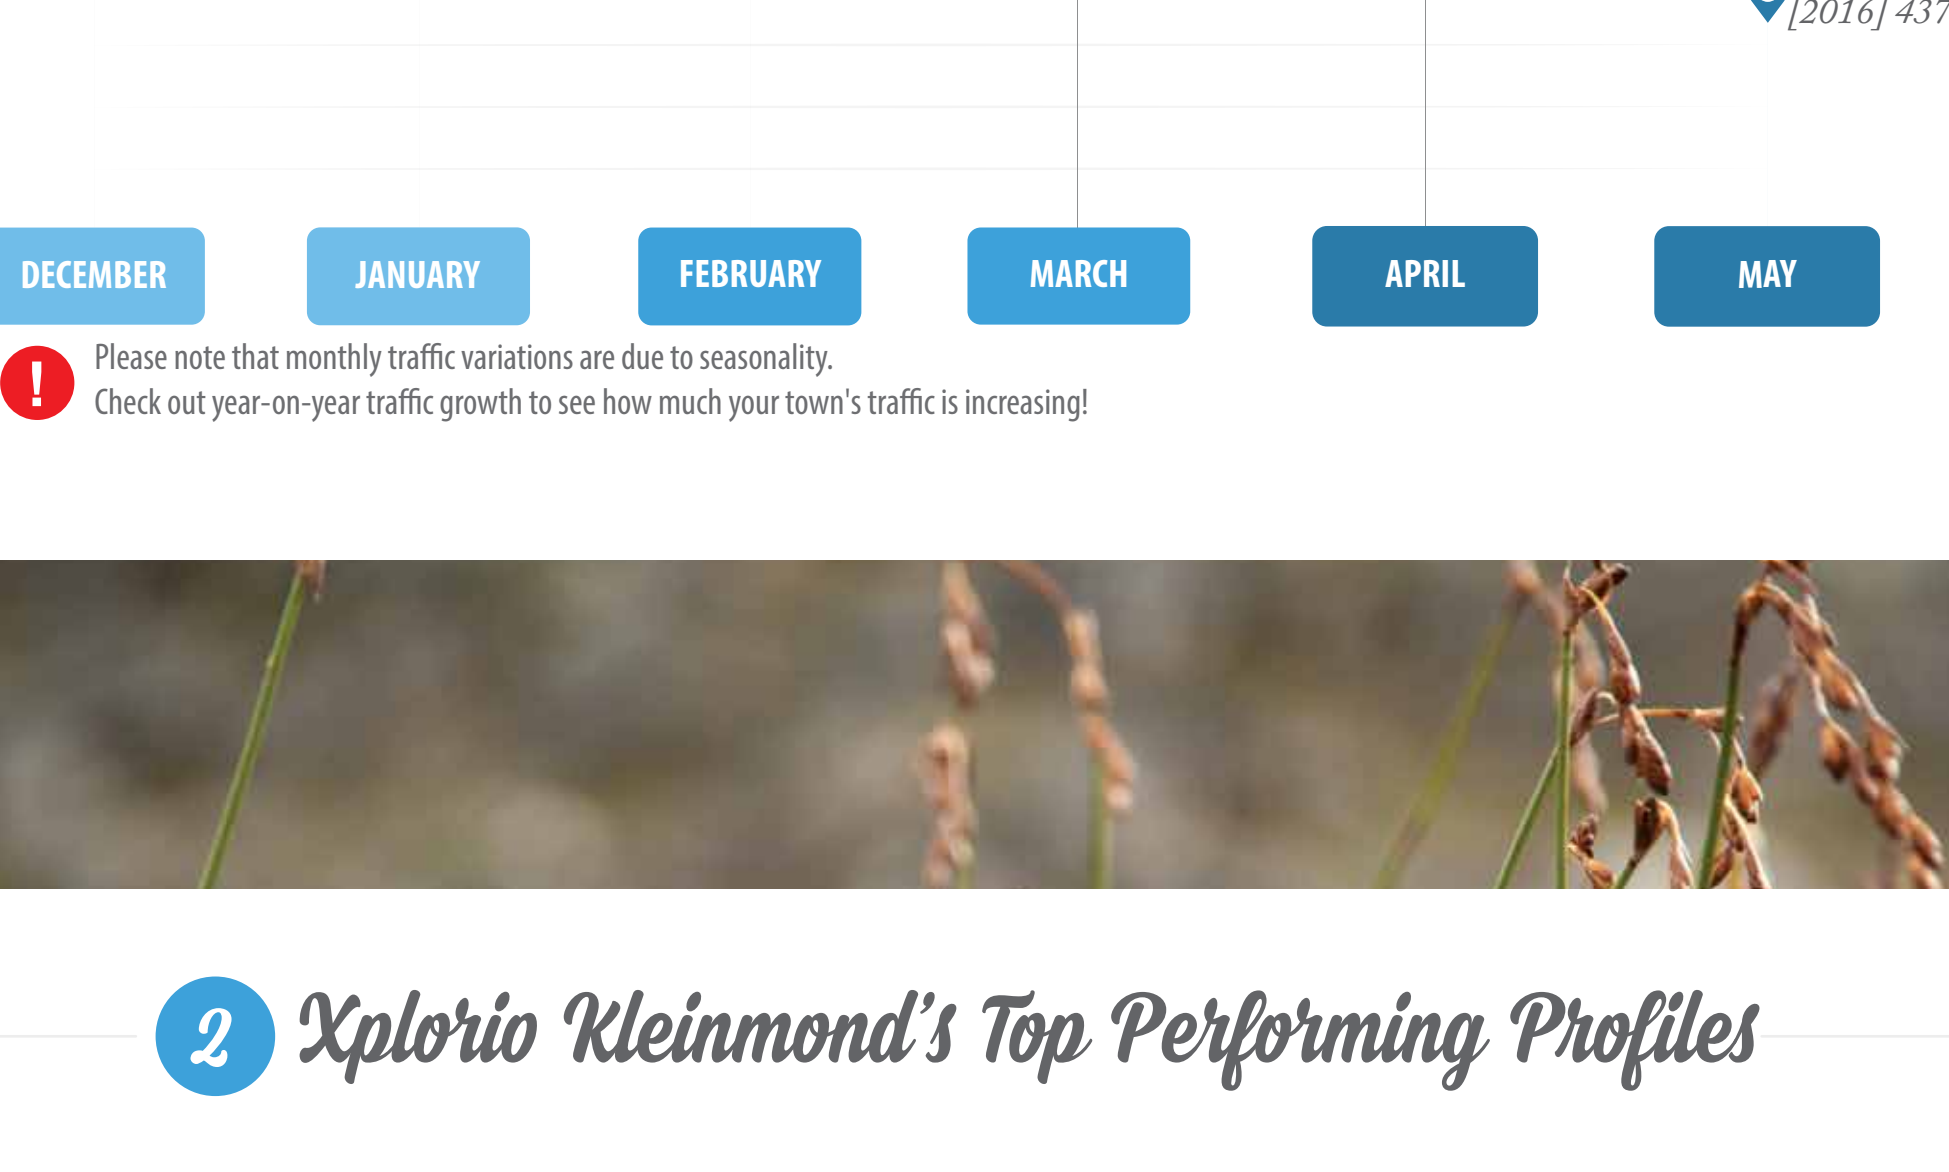 [2016] 437
DECEMBER JANUARY FEBRUARY MARCH APRIL MAY
! Please note that monthly traffic variations are due to seasonality.
Check out year-on-year traffic growth to see how much your town's traffic is increasing!
2 Xplorio Kleinmond's Top Performing Profiles